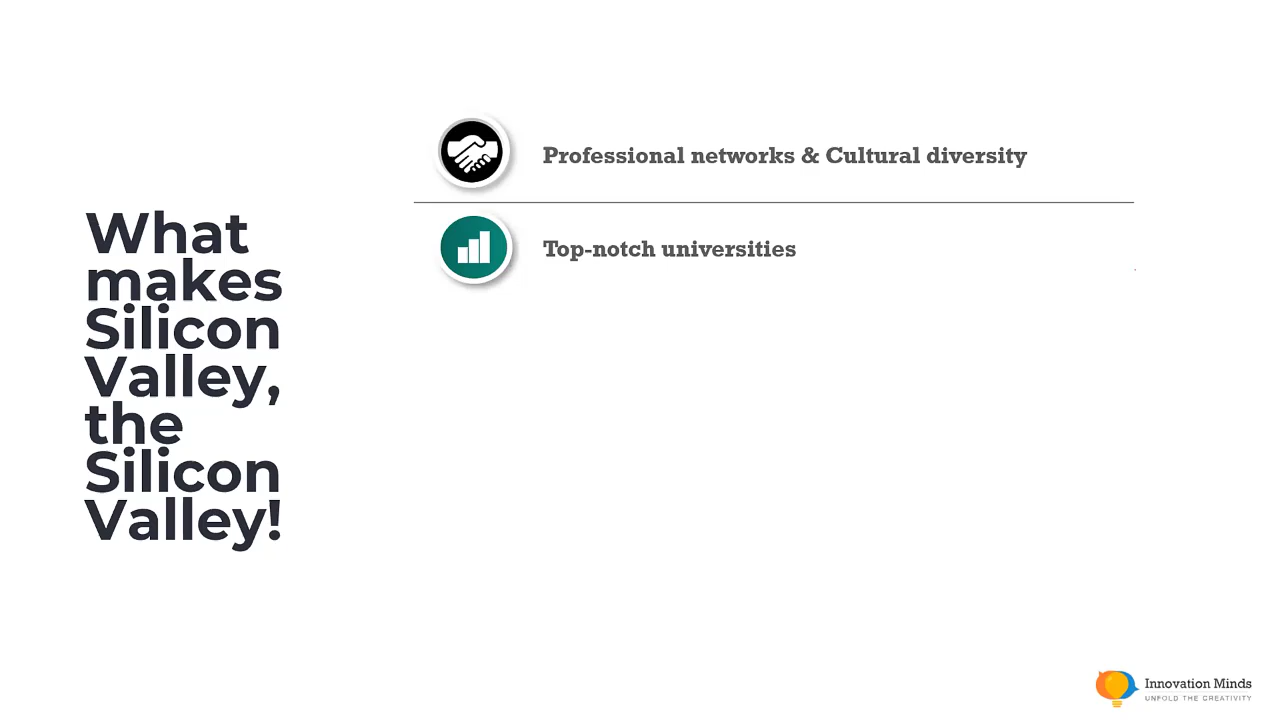 What
makes
Silicon
Valley,
the
Silicon
Valley!
Professional networks & Cultural diversity
Top-notch universities
Innovation Minds
UNFOLD THE CREATIVITY